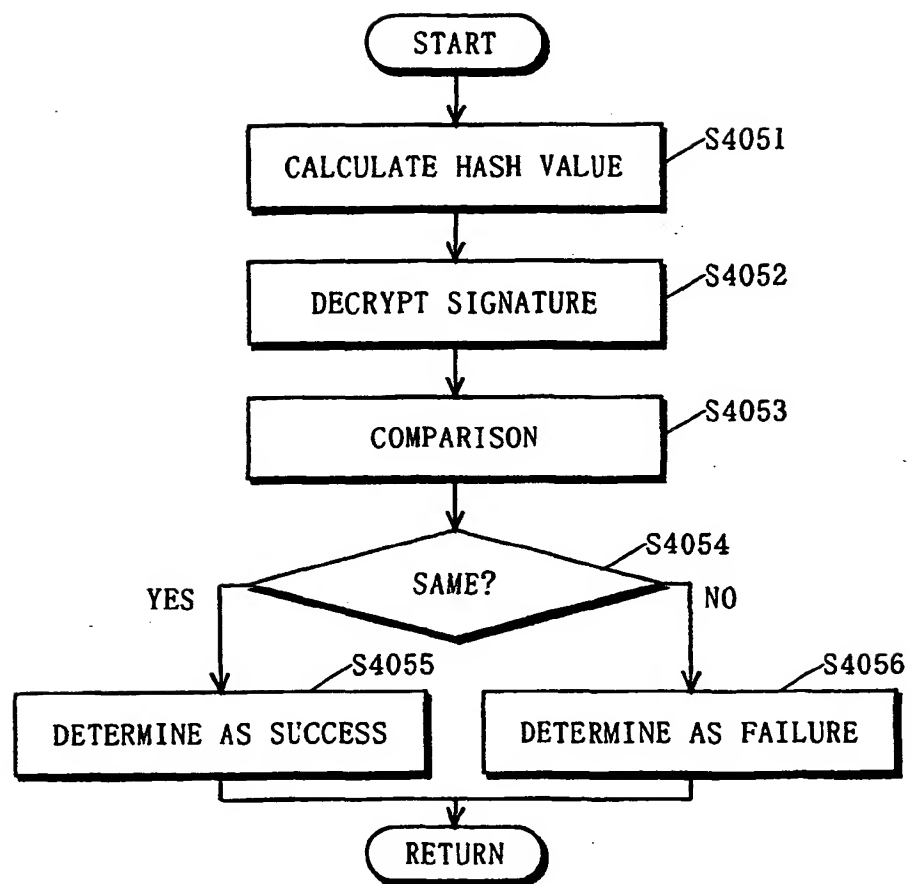 START
CALCULATE HASH VALUE
S4051
DECRYPT SIGNATURE
S4052
COMPARISON
S4053
SAME?
S4054
YES
NO
DETERMINE AS SUCCESS
S4055
DETERMINE AS FAILURE
S4056
RETURN